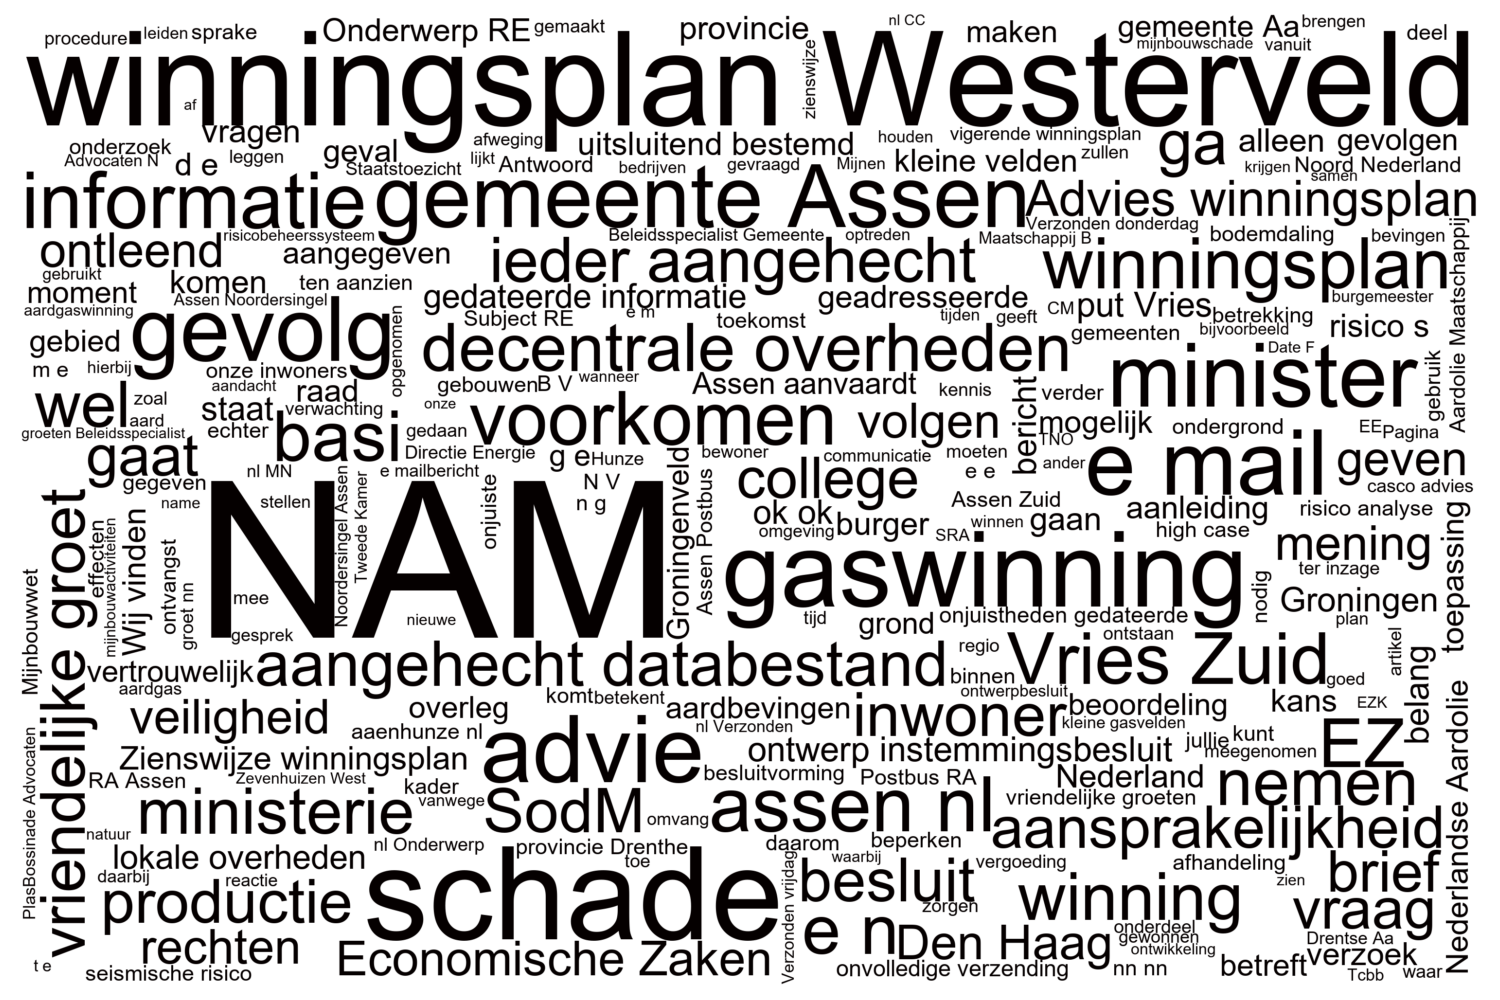 procedure leiden sprake Onderwerp RE gemaakt provincie nl CC maken gemeente Aa brengen deel
mijnbouwschade vanuit
winningsplan Westerveld
zienswijze
af
vragen
onderzoek
Advocaten N
d e
leggen
geval
Staatstoezicht
afweging
lijkt
Antwoord
uitsluitend bestemd
bedrijven
gevraagd
houden
Mijnen
vigerende winningsplan
kleine velden
zullen
ga
alleen gevolgen
krijgen
Noord Nederland
samen
informatie
gemeente Assen
Advies winningsplan
Verzonden donderdag
ontleend
risicobeheerssysteem
aangegeven
Beleidsspecialist Gemeente
optreden
Maatschappij B
bodemdaling
bevingen
gebruikt
komen
ten aanzien
ieder aangehecht
winningsplan
moment
Assen Noordersingel
aardgaswinning
gedateerde informatie
geadresseerde
CM
put Vries
burgemeester
Subject RE
e m
toekomst
tijden
geeft
betrekking
gemeenten
bijvoorbeeld
risico s
gebied
gevolg
opgenomen
decentrale overheden
Date F
minister
gebruik
Aardolie Maatschappij
m e
hierbij
onze inwoners
aandacht
raad
gebouwen
B V
wanneer
Assen aanvaardt
kennis
bericht
verder
wel
zoal
aard
staat
verwachting
onze
voorkomen
volgen
mogelijk
ondergrond
EE
Pagina
groeten Beleidsspecialist
echter
basi
gedaan
Directie Energie
g e
Hunze
bewoner
communicatie
moeten
TNO
ander
gaat
gegeven
nl MN
e mailbericht
N V
n g
Groningenveld
Assen Postbus
college
e e
e mail
geven
casco advies
name
stellen
Noordersingel Assen
Tweede Kamer
onjuiste
ok ok
omgeving
burger
Assen Zuid
SRA
winnen
gaan
aanleiding
high case
risico analyse
NAM
mee
gesprek
nieuwe
gaswinning
mening
ter inzage
nodig
Groningen
plan
toepassing
Mijnbouwwet
vriendelijke groet
effecten
mijnbouwactiviteiten
Wij vinden
ontvangst
groet nn
tijd
grond
onjuistheden gedateerde
ontstaan
vertrouwelijk
aangehecht databestand
regio
binnen
Vries Zuid
goed
artikel
belang
aardgas
komt
betekent
ontwerpbesluit
veiligheid
overleg
aaenhunze nl
aardbevingen
nl Verzonden
inwoner
beoordeling
kleine gasvelden
kans
EZK
Zienswijze winningsplan
advie
ontwerp instemmingsbesluit
jullie
kunt
meegenomen
EZ
RA Assen
Zevenhuizen West
kader
besluitvorming
Postbus RA
Nederland
nemen
PlasBossinade Advocaten
ministerie
vanwege
SodM
omvang
assen nl
vriendelijke groeten
aansprakelijkheid
Nederlandse Aardolie
natuur
nl Onderwerp
provincie Drenthe
toe
daarom
beperken
lokale overheden
daarbij
reactie
schade
waarbij
vergoeding
afhandeling
zien
brief
productie
Verzonden vrijdag
besluit
zorgen
winning
vraag
rechten
e n
Den Haag
onderdeel
gewonnen
ontwikkeling
Drentse Aa
verzoek
t e
seismische risico
Economische Zaken
onvolledige verzending
nn nn
betreft
Tcbb
waar